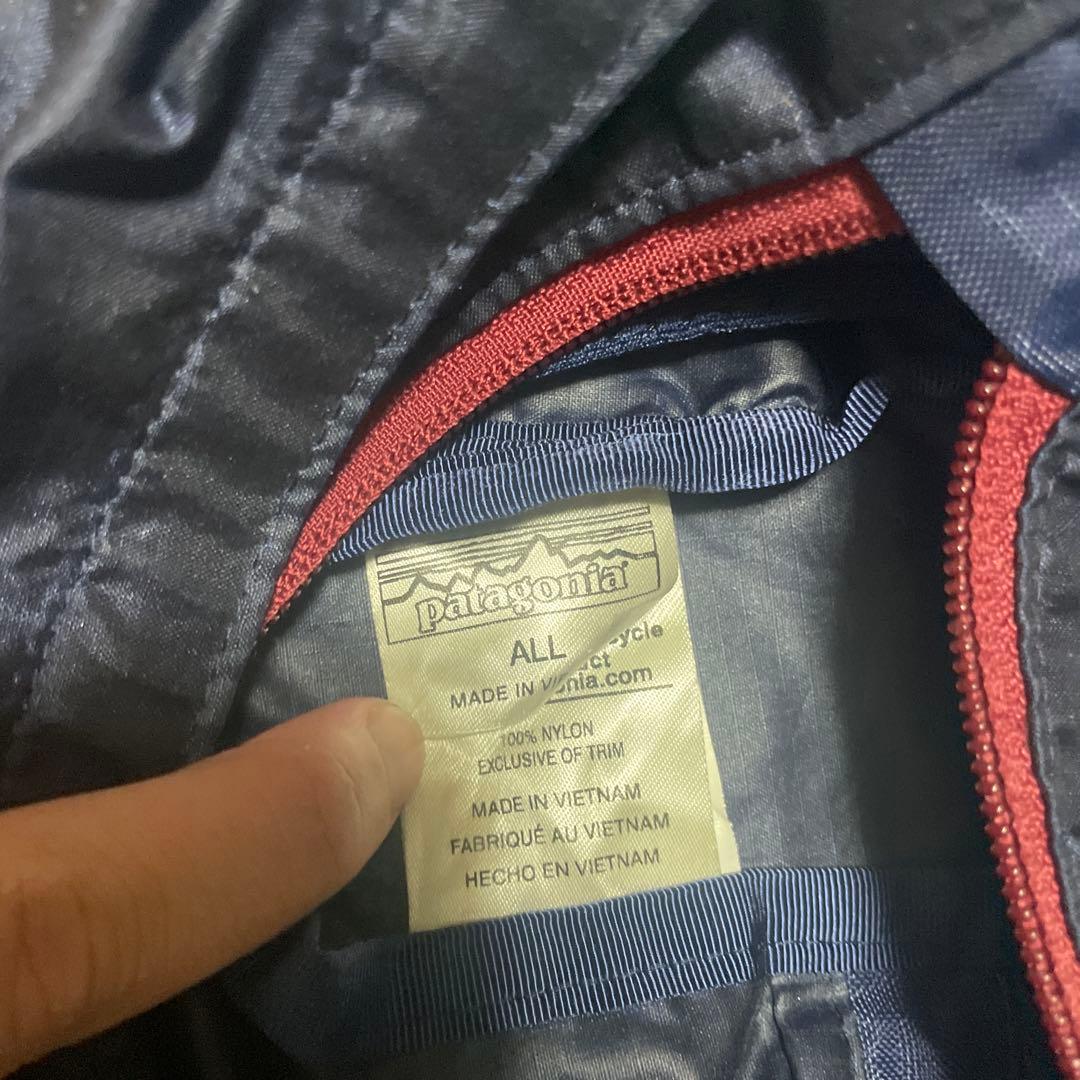 patagonia
ALL
MADE IN
100% NYLON
EXCLUSIVE OF TRIM
MADE IN VIETNAM
FABRIQUÉ AU VIETNAM
HECHO EN VIETNAM